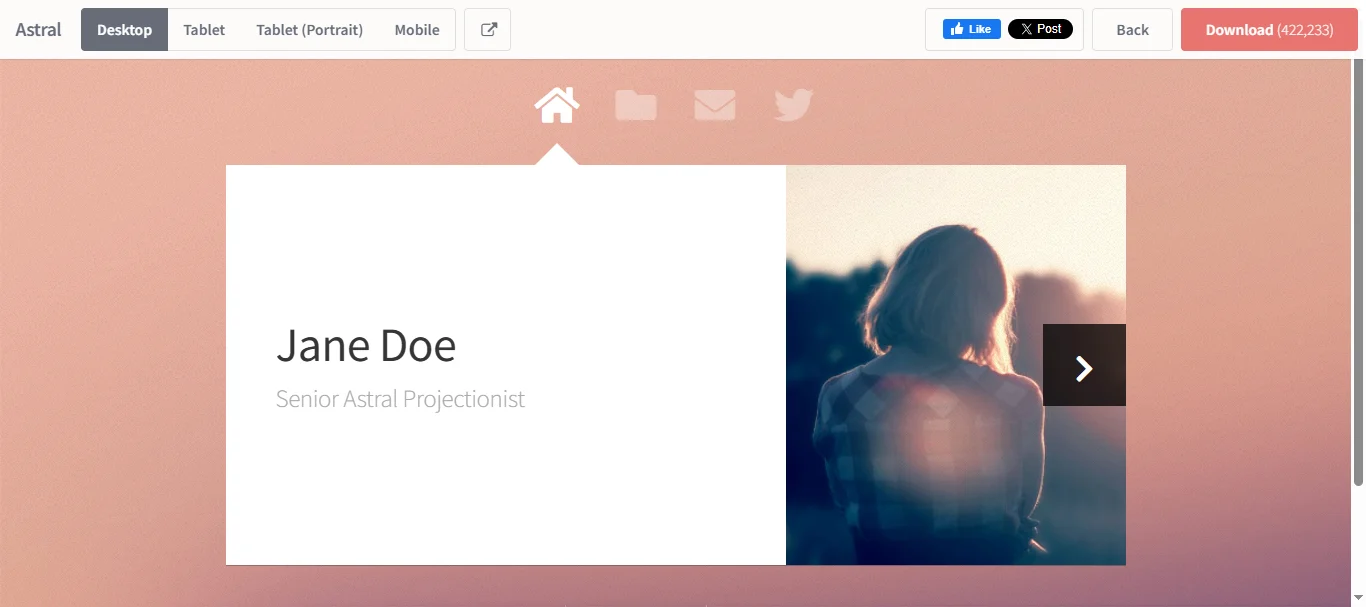 Astral Desktop Tablet Tablet (Portrait) Mobile Like Post Back Download (422,233)
Jane Doe
Senior Astral Projectionist